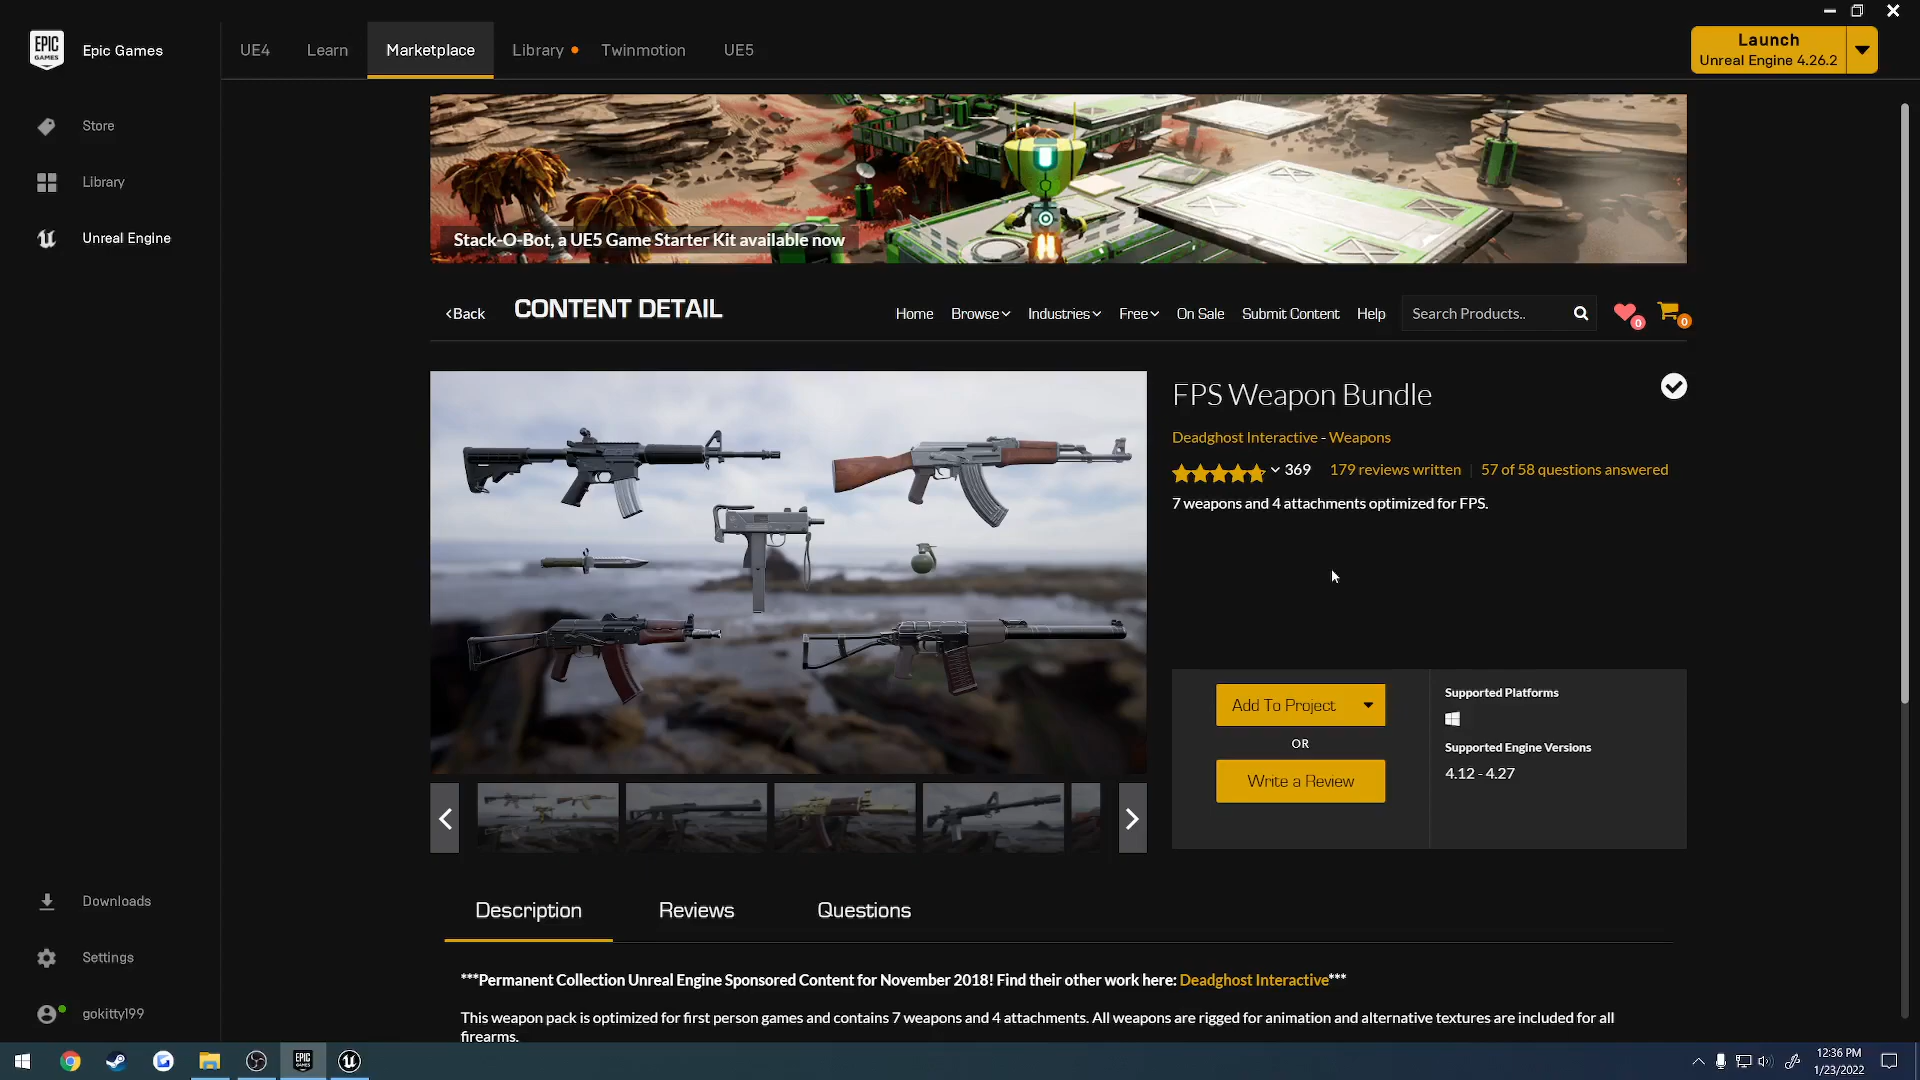 EPIC
GAMES
Epic Games
UE4
Learn
Marketplace
Library
Twinmotion
UE5
Launch
Unreal Engine 4.26.2
Store
Library
Unreal Engine
Stack-O-Bot, a UE5 Game Starter Kit available now
Back
CONTENT DETAIL
Home
Browse
Industries
Free
On Sale
Submit Content
Help
Search Products..
0
0
FPS Weapon Bundle
Deadghost Interactive - Weapons
369
179 reviews written
57 of 58 questions answered
7 weapons and 4 attachments optimized for FPS.
Add To Project
OR
Write a Review
Supported Platforms
Supported Engine Versions
4.12 - 4.27
Description
Reviews
Questions
***Permanent Collection Unreal Engine Sponsored Content for November 2018! Find their other work here: Deadghost Interactive***
This weapon pack is optimized for first person games and contains 7 weapons and 4 attachments. All weapons are rigged for animation and alternative textures are included for all
firearms.
Downloads
Settings
gokitty199
EPIC
GAMES
12:36 PM
1/23/2022